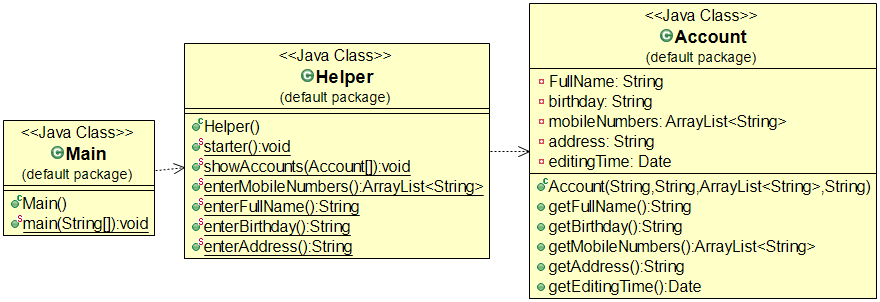 <<Java Class>>
Main
(default package)
Main()
main(String[]):void
<<Java Class>>
Helper
(default package)
Helper()
starter():void
showAccounts(Account[]):void
enterMobileNumbers():ArrayList<String>
enterFullName():String
enterBirthday():String
enterAddress():String
<<Java Class>>
Account
(default package)
FullName: String
birthday: String
mobileNumbers: ArrayList<String>
address: String
editingTime: Date
Account(String,String,ArrayList<String>,String)
getFullName():String
getBirthday():String
getMobileNumbers():ArrayList<String>
getAddress():String
getEditingTime():Date